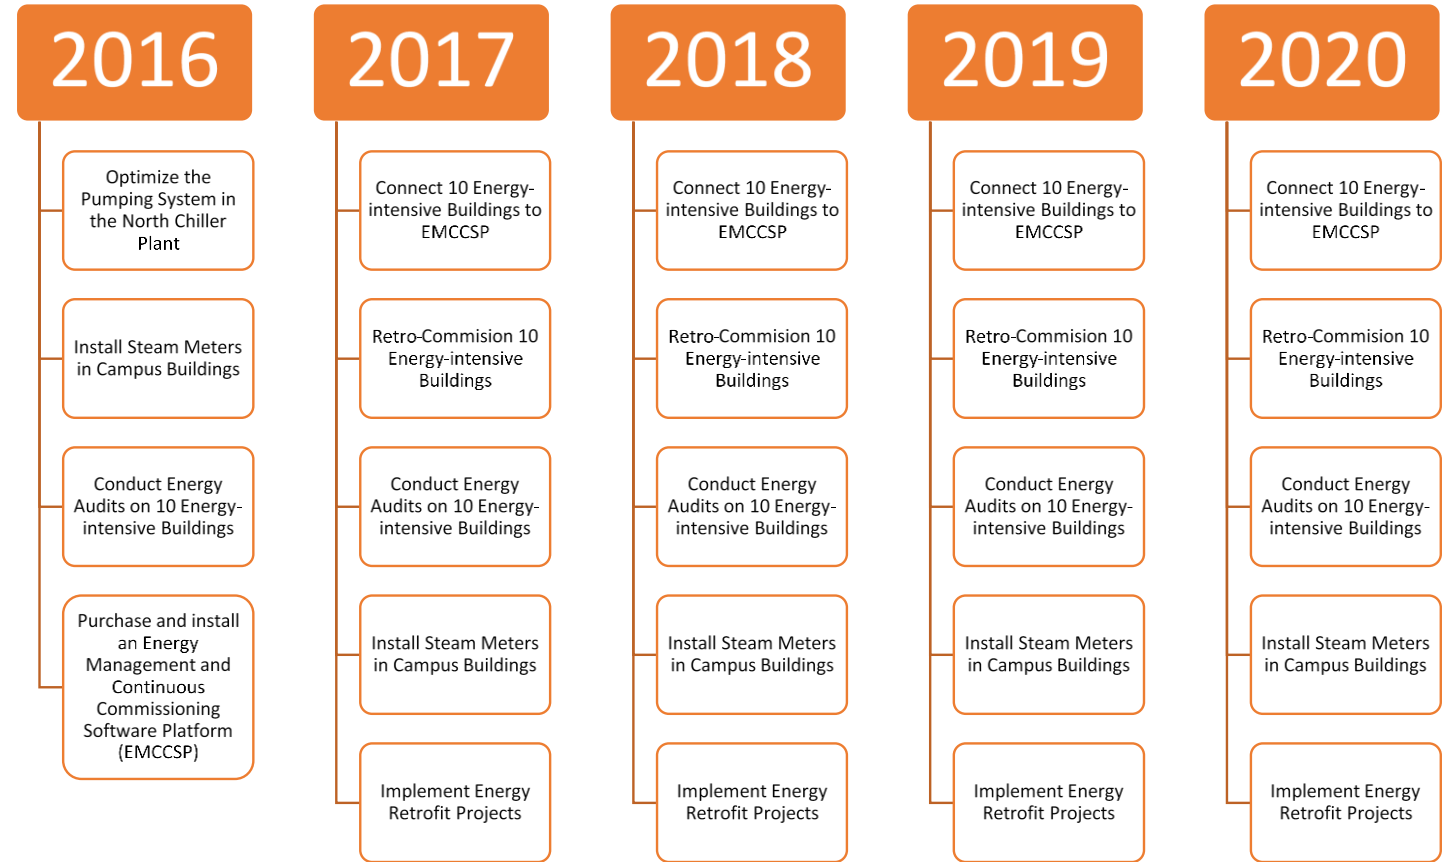 2016
Optimize the
Pumping System in
the North Chiller
Plant
Install Steam Meters
in Campus Buildings
Conduct Energy
Audits on 10 Energy-
intensive Buildings
Purchase and install
an Energy
Management and
Continuous
Commissioning
Software Platform
(EMCCSP)
2017
Connect 10 Energy-
intensive Buildings to
EMCCSP
Retro-Commision 10
Energy-intensive
Buildings
Conduct Energy
Audits on 10 Energy-
intensive Buildings
Install Steam Meters
in Campus Buildings
Implement Energy
Retrofit Projects
2018
Connect 10 Energy-
intensive Buildings to
EMCCSP
Retro-Commision 10
Energy-intensive
Buildings
Conduct Energy
Audits on 10 Energy-
intensive Buildings
Install Steam Meters
in Campus Buildings
Implement Energy
Retrofit Projects
2019
Connect 10 Energy-
intensive Buildings to
EMCCSP
Retro-Commision 10
Energy-intensive
Buildings
Conduct Energy
Audits on 10 Energy-
intensive Buildings
Install Steam Meters
in Campus Buildings
Implement Energy
Retrofit Projects
2020
Connect 10 Energy-
intensive Buildings to
EMCCSP
Retro-Commision 10
Energy-intensive
Buildings
Conduct Energy
Audits on 10 Energy-
intensive Buildings
Install Steam Meters
in Campus Buildings
Implement Energy
Retrofit Projects